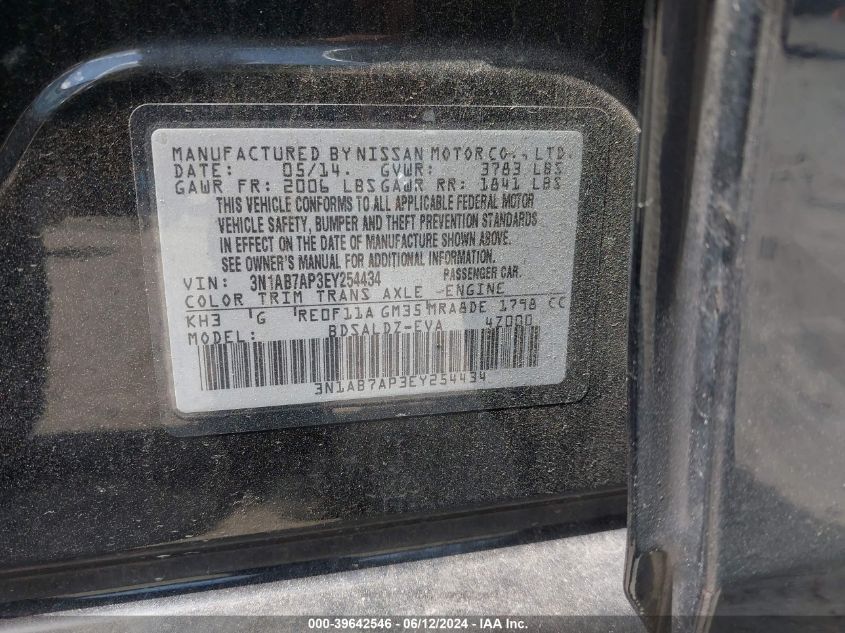 MANUFACTURED BY NISSAN MOTOR CO., LTD.
DATE: 05/14. GVWR: 3783 LBS
GAWR FR: 2006 LBS GAWR RR: 1841 LBS
THIS VEHICLE CONFORMS TO ALL APPLICABLE FEDERAL MOTOR
VEHICLE SAFETY, BUMPER AND THEFT PREVENTION STANDARDS
IN EFFECT ON THE DATE OF MANUFACTURE SHOWN ABOVE.
SEE OWNER'S MANUAL FOR ADDITIONAL INFORMATION.
VIN: 3N1AB7AP3EY254434 PASSENGER CAR.
COLOR TRIM TRANS AXLE -ENGINE
KH3 'G 'RE0F11A GM35'MRA8DE 1798 CC
MODEL: BDSALDZ-EVA 47000
3N1AB7AP3EY254434
000-39642546 - 06/12/2024 - IAA, Inc.